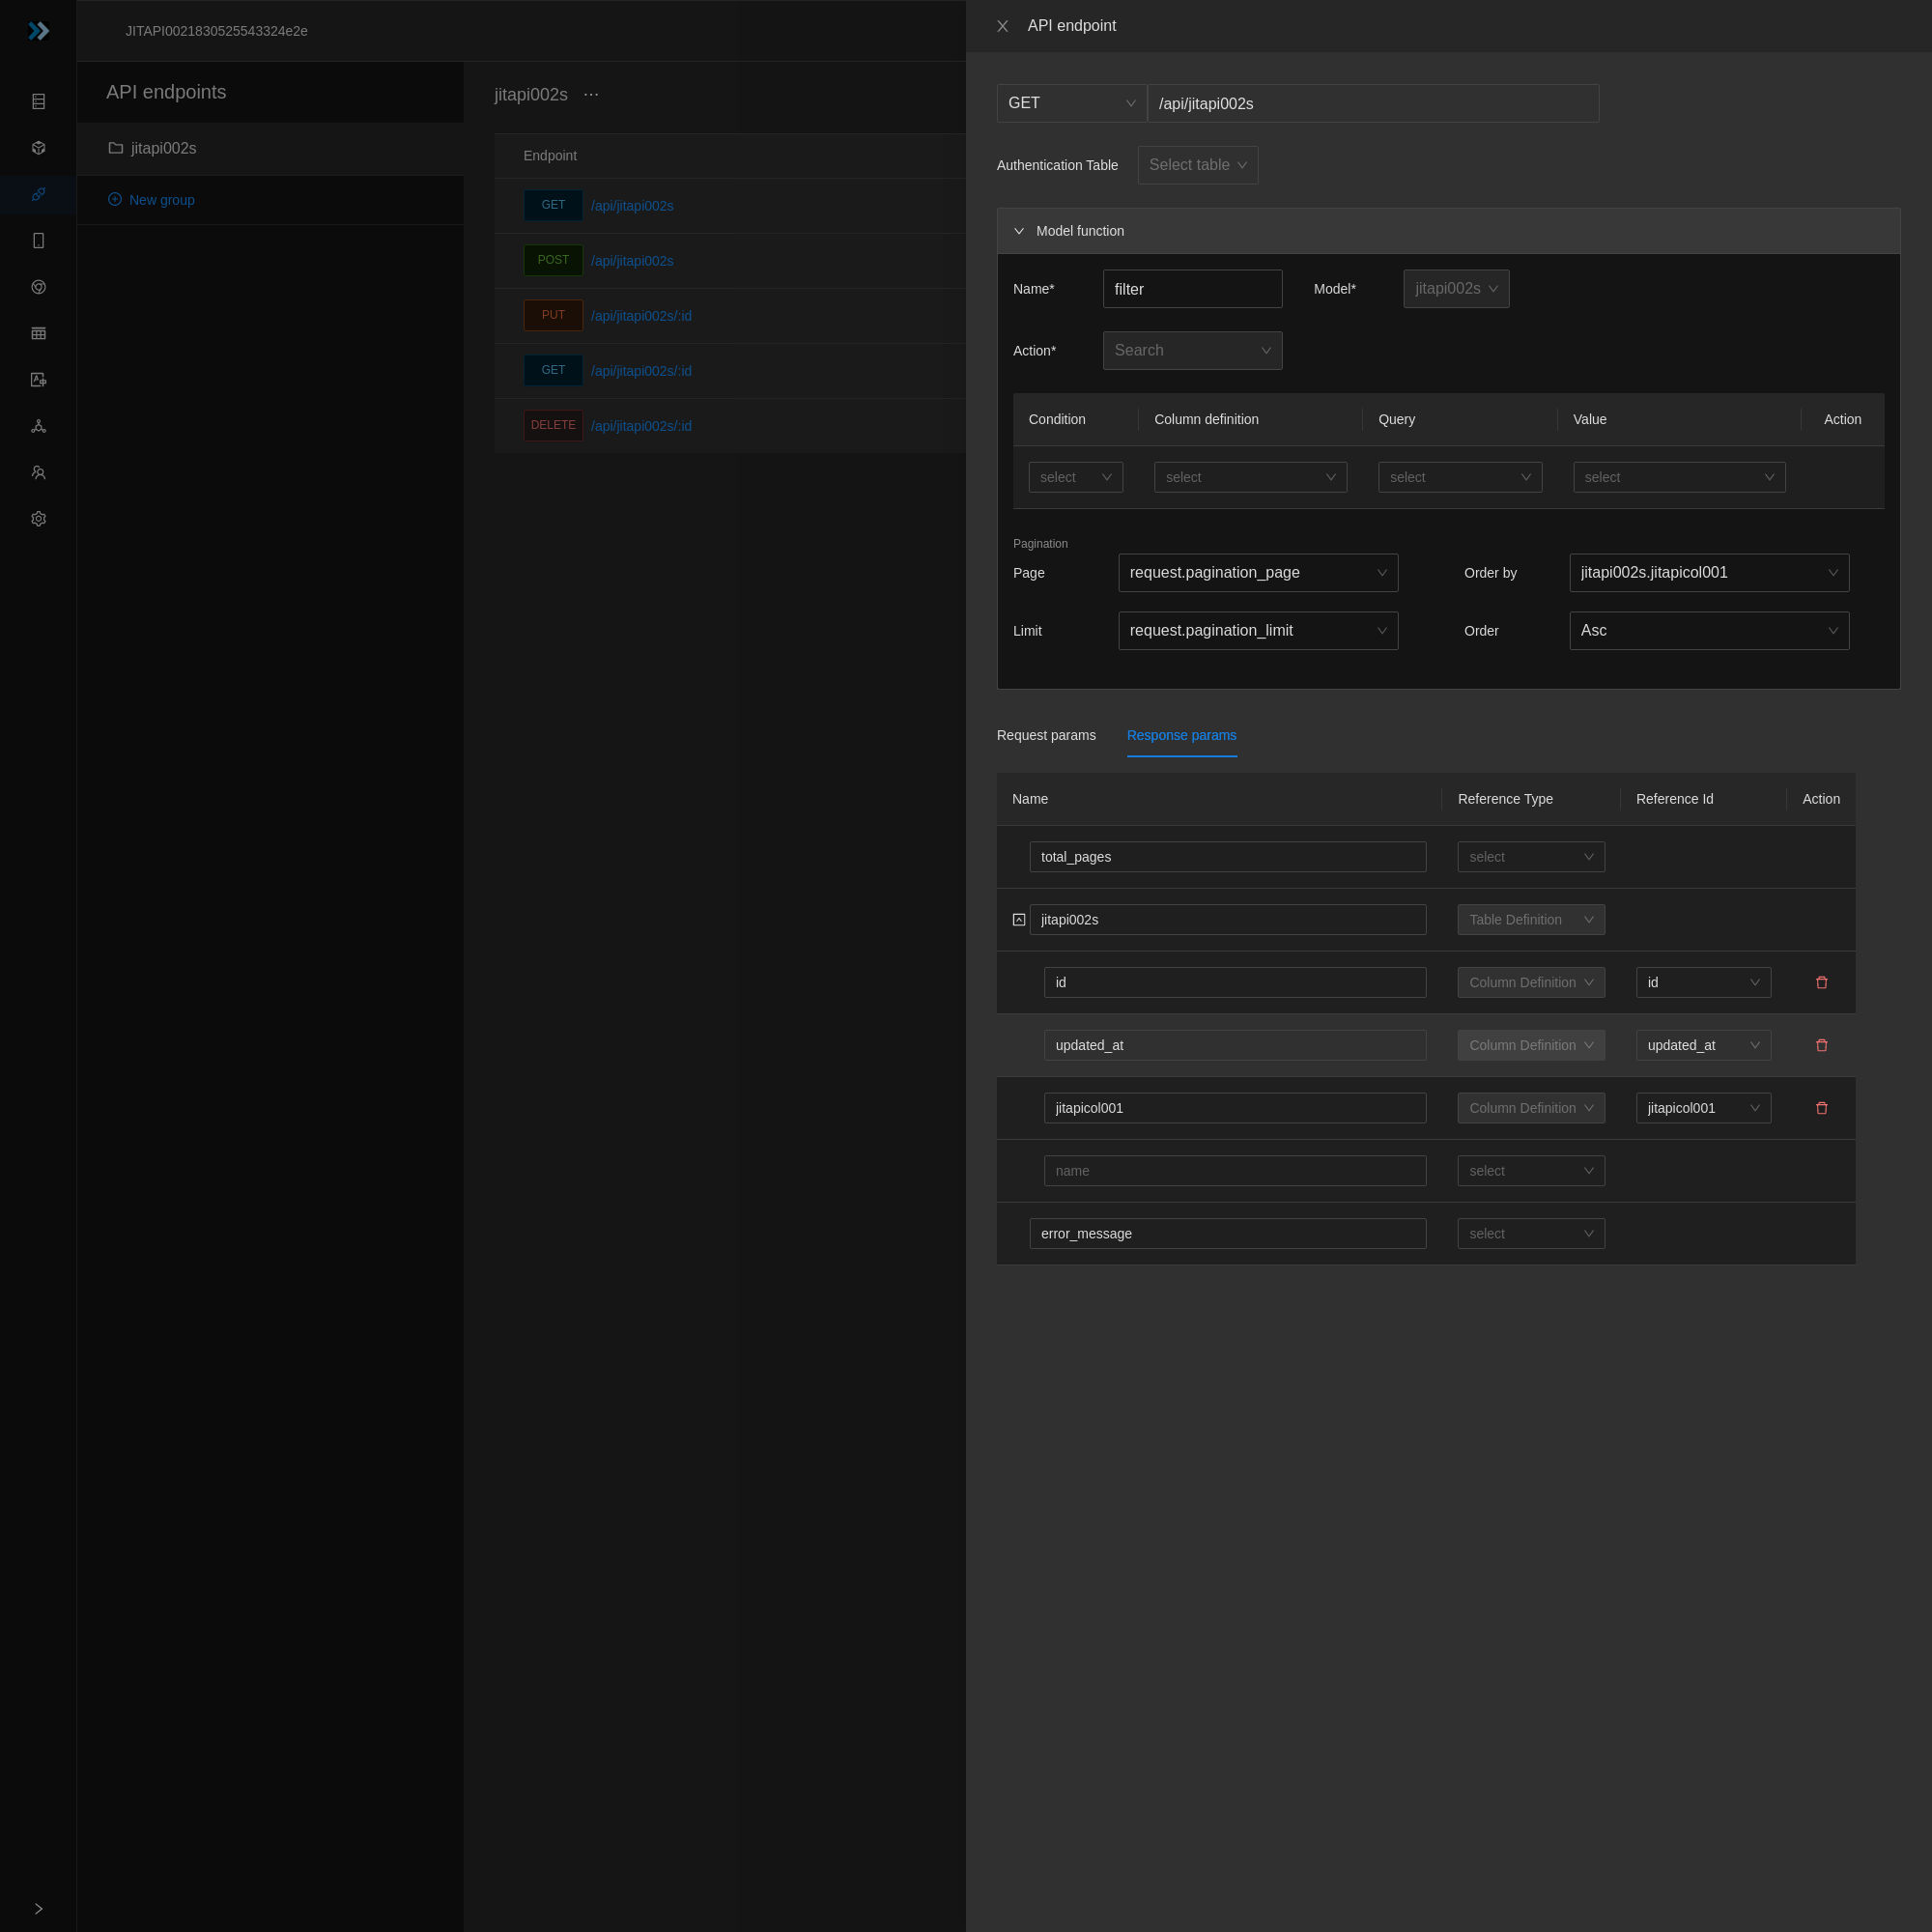 JITAPI0021830525543324e2e
API endpoints
jitapi002s
New group
jitapi002s ···
Endpoint
GET /api/jitapi002s
POST /api/jitapi002s
PUT /api/jitapi002s/:id
GET /api/jitapi002s/:id
DELETE /api/jitapi002s/:id
API endpoint
GET /api/jitapi002s
Authentication Table Select table
Model function
Name* filter Model* jitapi002s
Action* Search
Condition Column definition Query Value Action
select select select select
Pagination
Page request.pagination_page Order by jitapi002s.jitapicol001
Limit request.pagination_limit Order Asc
Request params Response params
Name Reference Type Reference Id Action
total_pages select
jitapi002s Table Definition
id Column Definition id
updated_at Column Definition updated_at
jitapicol001 Column Definition jitapicol001
name select
error_message select